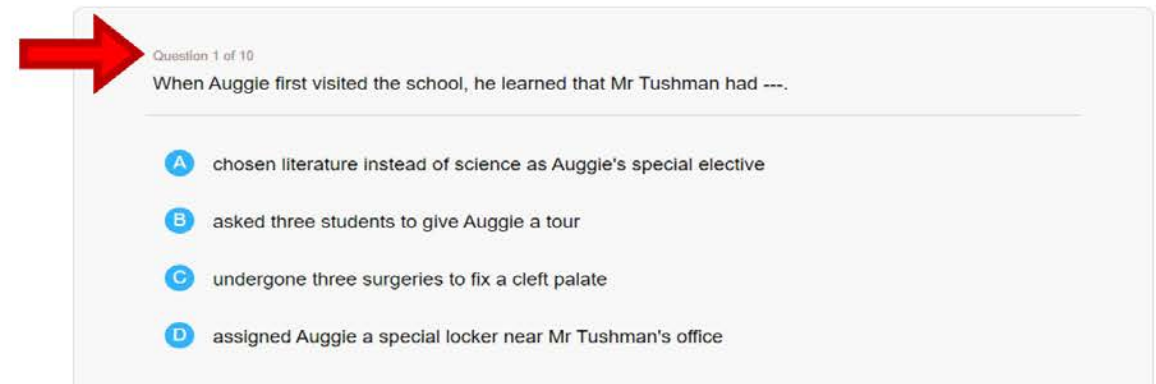 Question 1 of 10
When Auggie first visited the school, he learned that Mr Tushman had ---.
A chosen literature instead of science as Auggie's special elective
B asked three students to give Auggie a tour
C undergone three surgeries to fix a cleft palate
D assigned Auggie a special locker near Mr Tushman's office